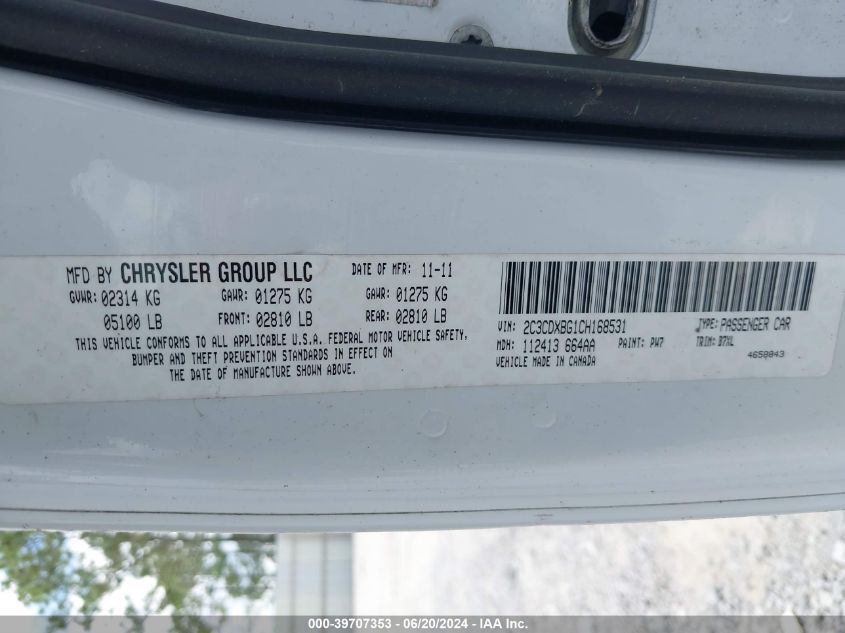 MFD BY CHRYSLER GROUP LLC DATE OF MFR: 11-11
GVWR: 02314 KG GAWR: 01275 KG GAWR: 01275 KG
05100 LB FRONT: 02810 LB REAR: 02810 LB
THIS VEHICLE CONFORMS TO ALL APPLICABLE U.S.A. FEDERAL MOTOR VEHICLE SAFETY,
BUMPER AND THEFT PREVENTION STANDARDS IN EFFECT ON
THE DATE OF MANUFACTURE SHOWN ABOVE.
VIN: 2C3CDXBG1CH168531 TYPE: PASSENGER CAR
MDH: 112413 664AA PAINT: PW7 TRIM: B7XL
VEHICLE MADE IN CANADA 4658843
000-39707353 - 06/20/2024 - IAA Inc.